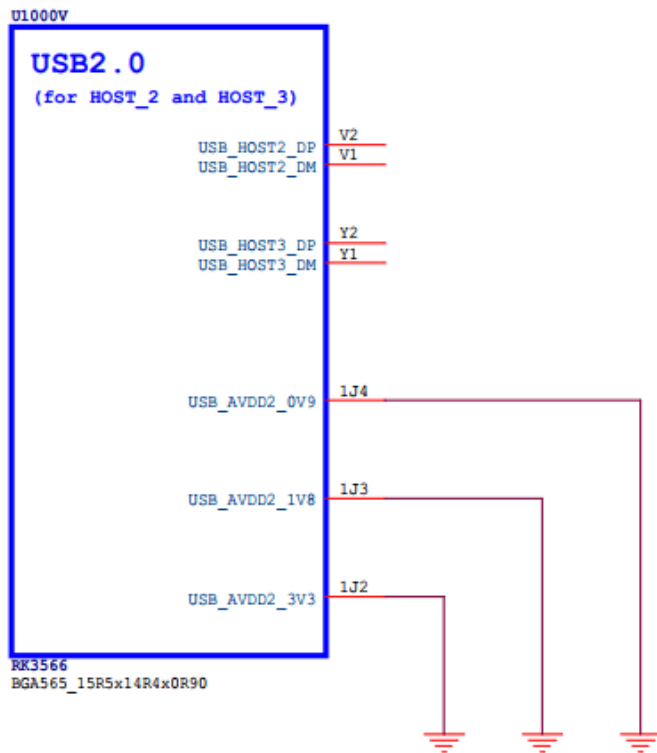 U1000V
USB2.0
(for HOST_2 and HOST_3)
USB_HOST2_DP V2
USB_HOST2_DM V1
USB_HOST3_DP Y2
USB_HOST3_DM Y1
USB_AVDD2_0V9 1J4
USB_AVDD2_1V8 1J3
USB_AVDD2_3V3 1J2
RK3566
BGA565_15R5x14R4x0R90